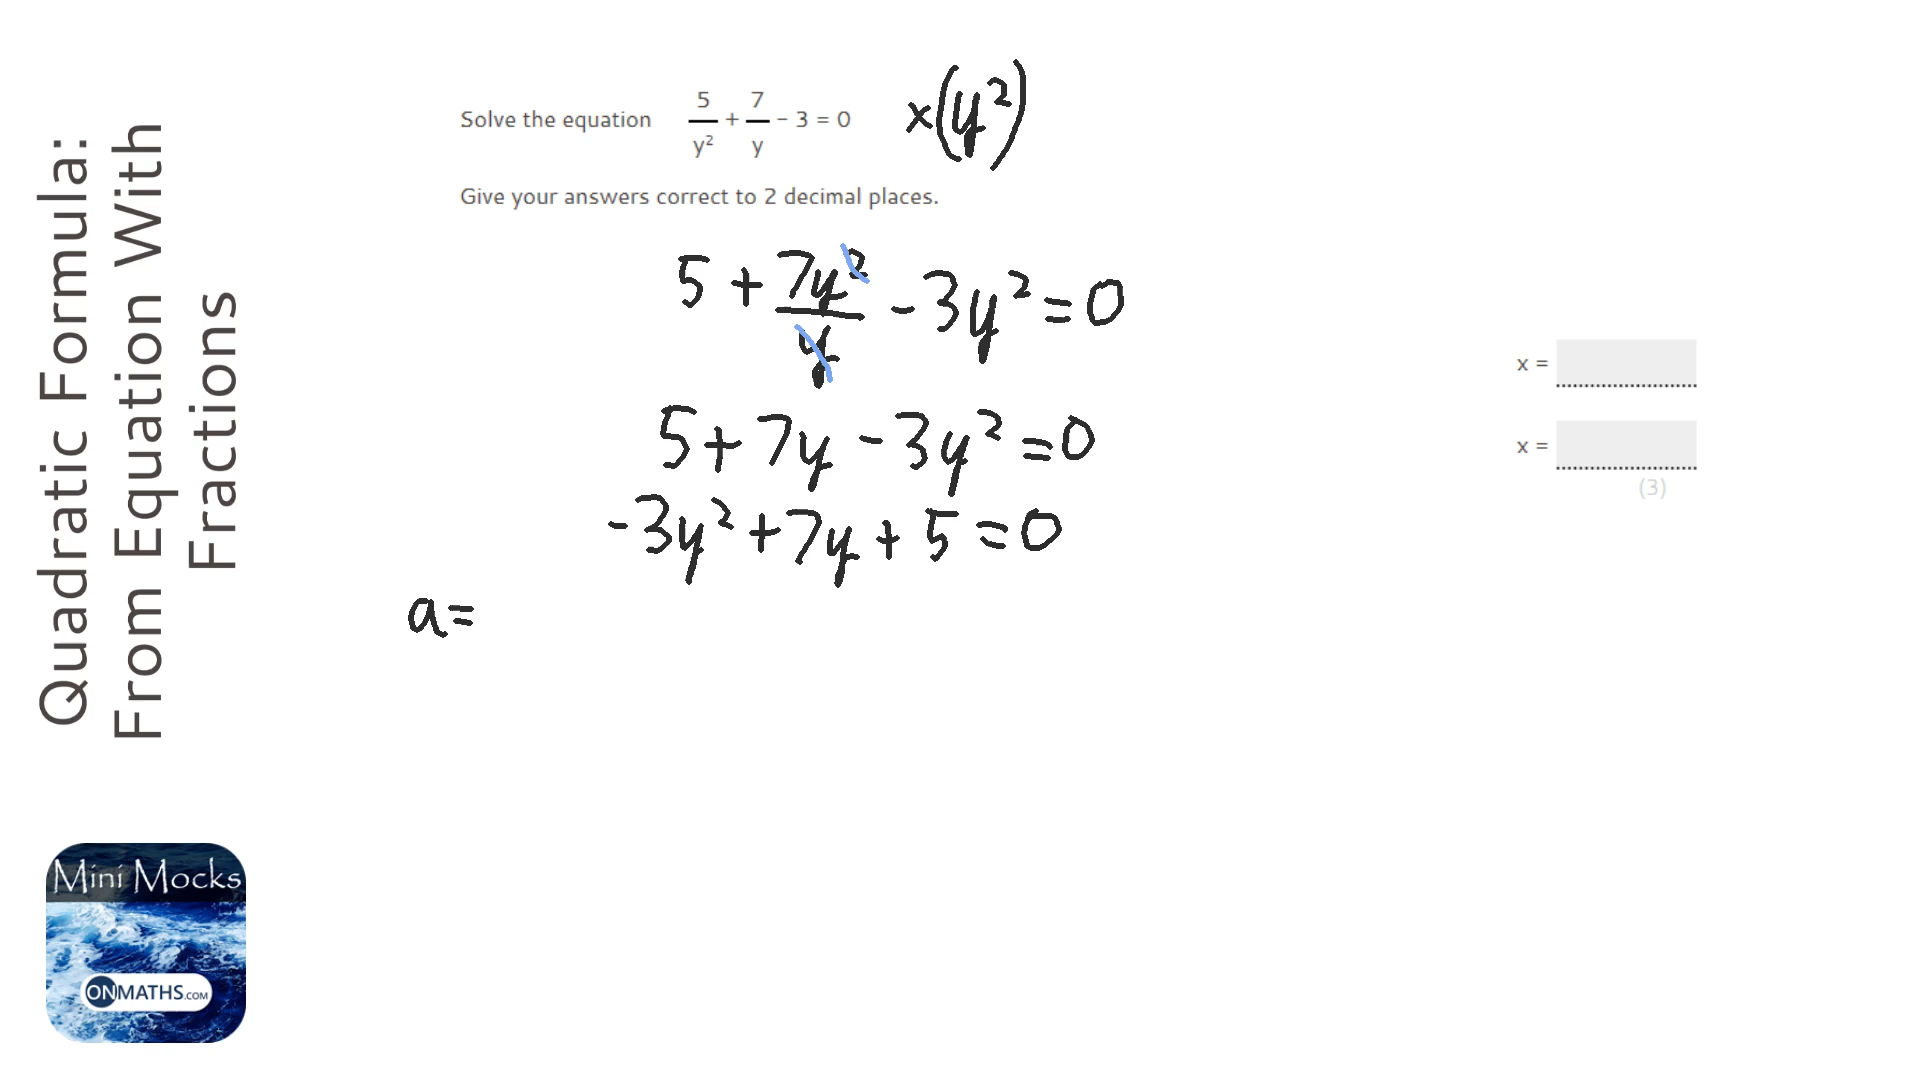 Quadratic Formula:
From Equation With
Fractions
Solve the equation 5/y² + 7/y - 3 = 0 x(y²)
Give your answers correct to 2 decimal places.
5 + 7y²/y - 3y² = 0
5 + 7y - 3y² = 0
-3y² + 7y + 5 = 0
a=
x =
x =
(3)
Mini Mocks
ONMATHS.COM